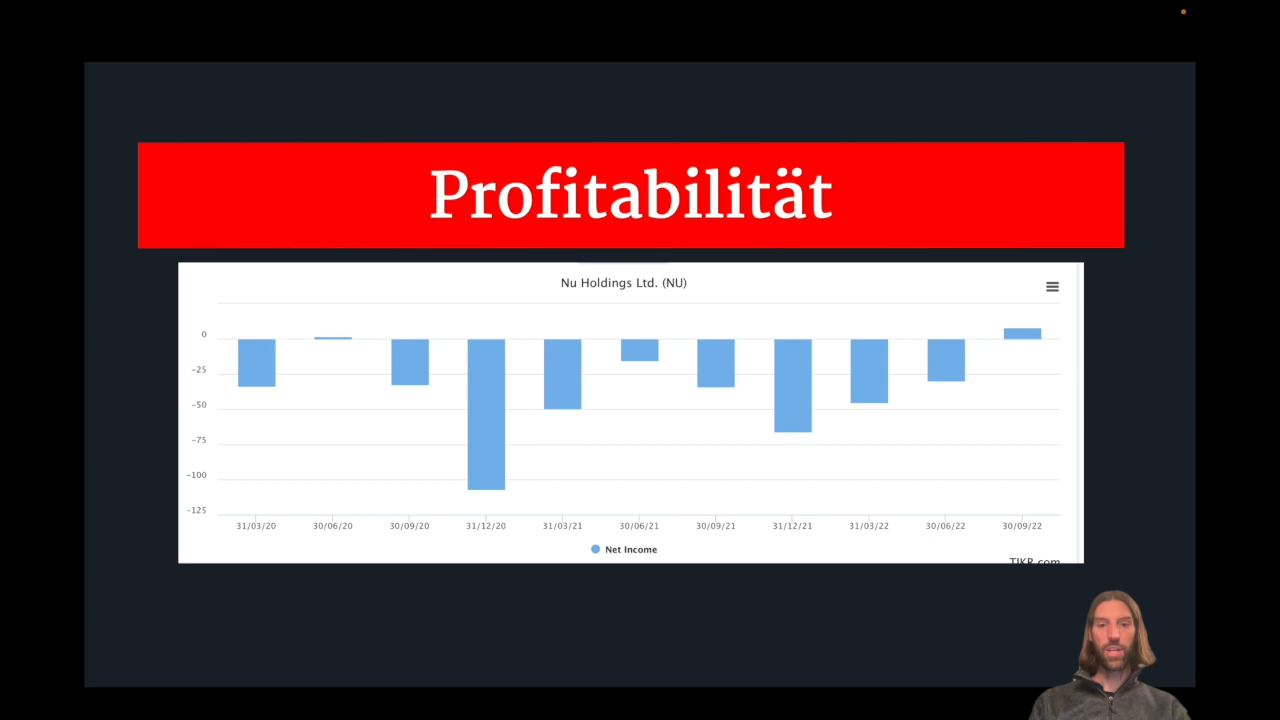 Profitabilität
Nu Holdings Ltd. (NU)
0
−25
−50
−75
−100
−125
31/03/20 30/06/20 30/09/20 31/12/20 31/03/21 30/06/21 30/09/21 31/12/21 31/03/22 30/06/22 30/09/22
Net Income
TIKR.com